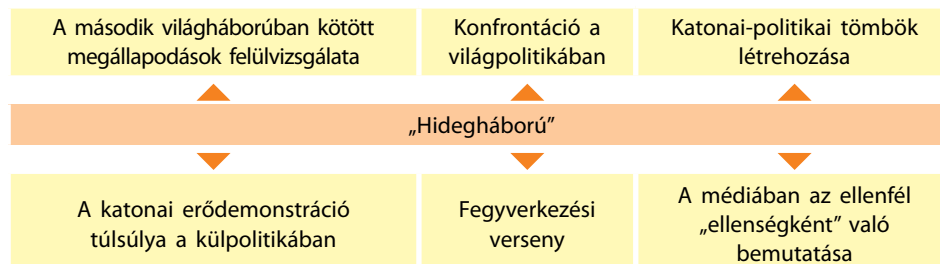 A második világháborúban kötött
megállapodások felülvizsgálata
Konfrontáció a
világpolitikában
Katonai-politikai tömbök
létrehozása
„Hidegháború”
A katonai erődemonstráció
túlsúlya a külpolitikában
Fegyverkezési
verseny
A médiában az ellenfél
„ellenségként” való
bemutatása